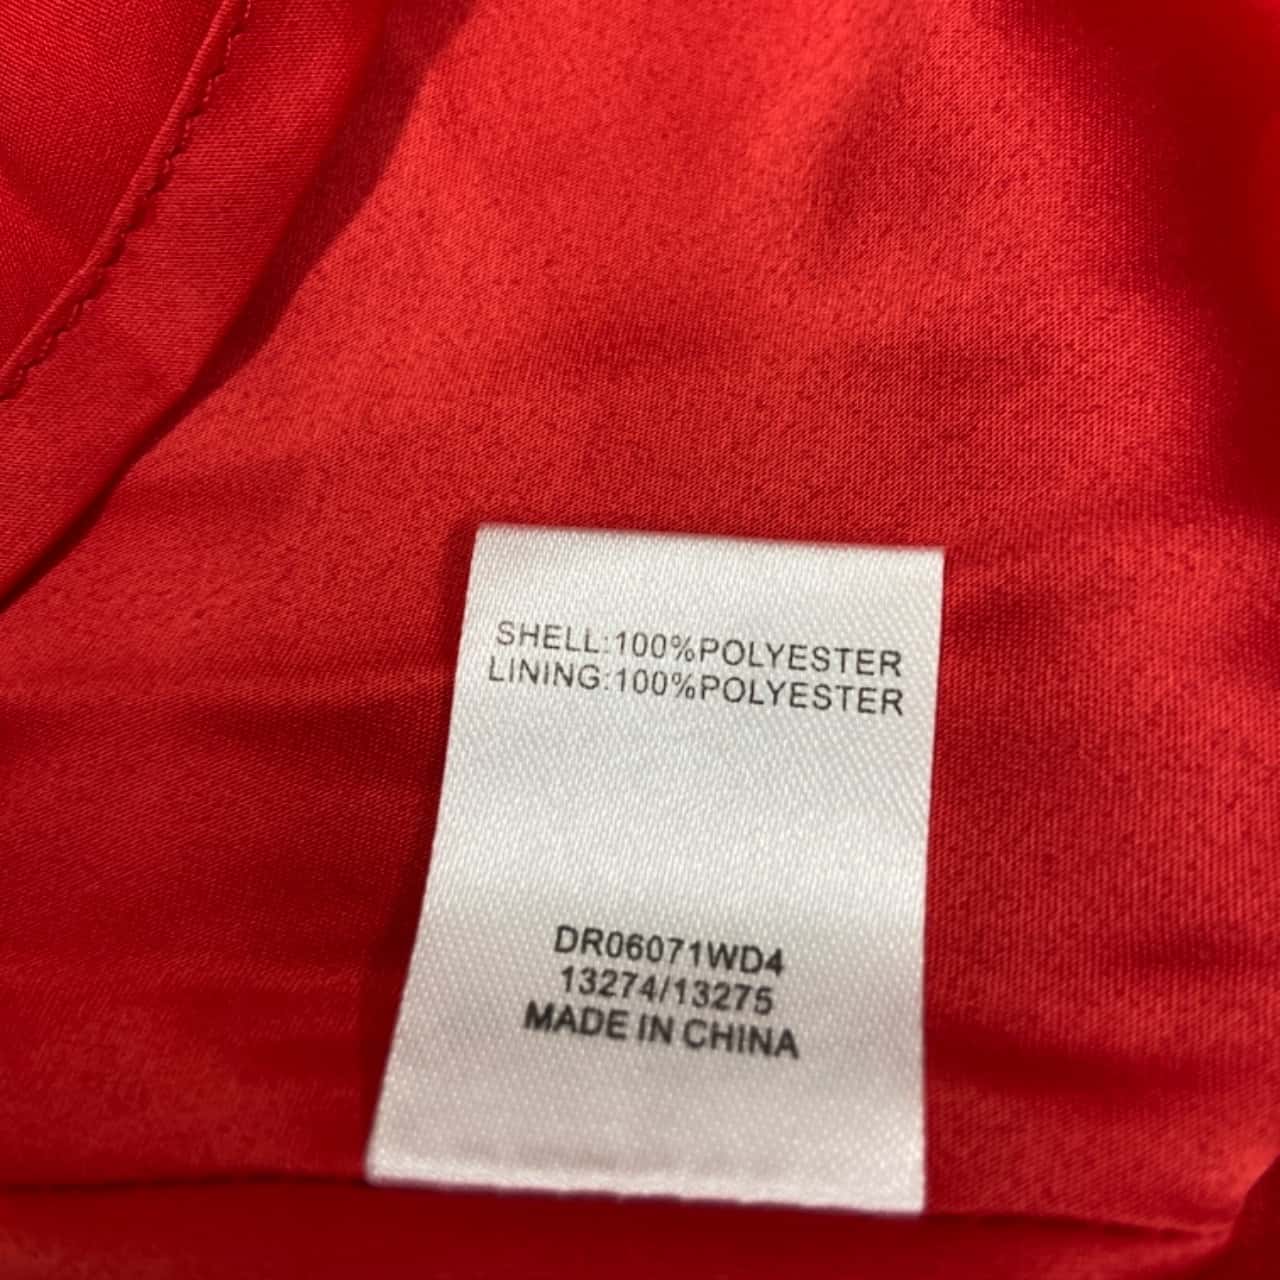 SHELL:100%POLYESTER
LINING:100%POLYESTER
DR06071WD4
13274/13275
MADE IN CHINA